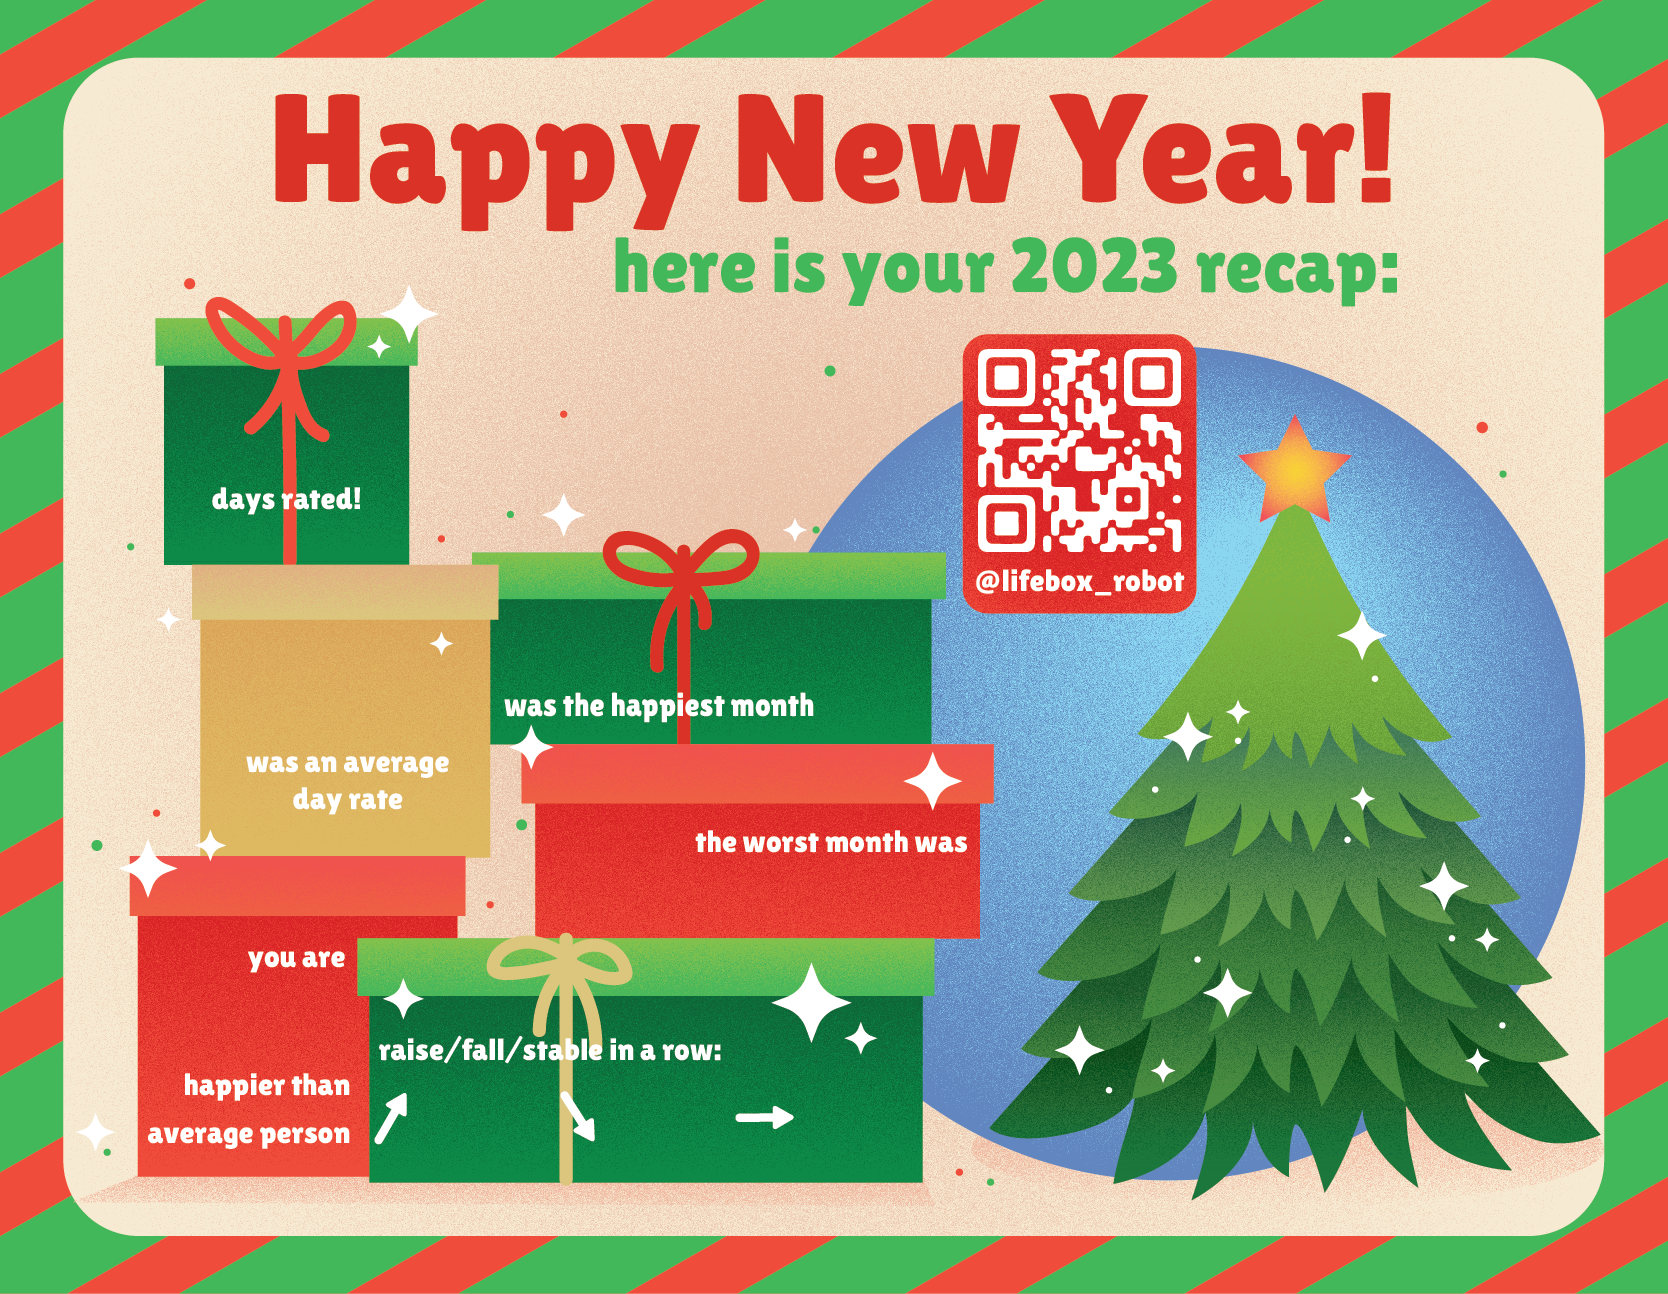 Happy New Year!
here is your 2023 recap:
days rated!
@lifebox_robot
was the happiest month
was an average
day rate
the worst month was
you are
happier than
average person
raise/fall/stable in a row: